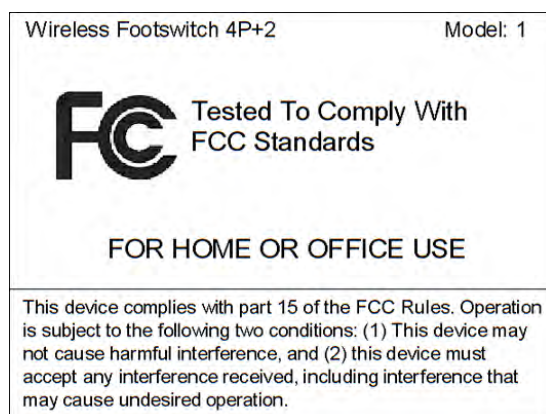 Wireless Footswitch 4P+2 Model: 1
FC
Tested To Comply With
FCC Standards
FOR HOME OR OFFICE USE
This device complies with part 15 of the FCC Rules. Operation
is subject to the following two conditions: (1) This device may
not cause harmful interference, and (2) this device must
accept any interference received, including interference that
may cause undesired operation.